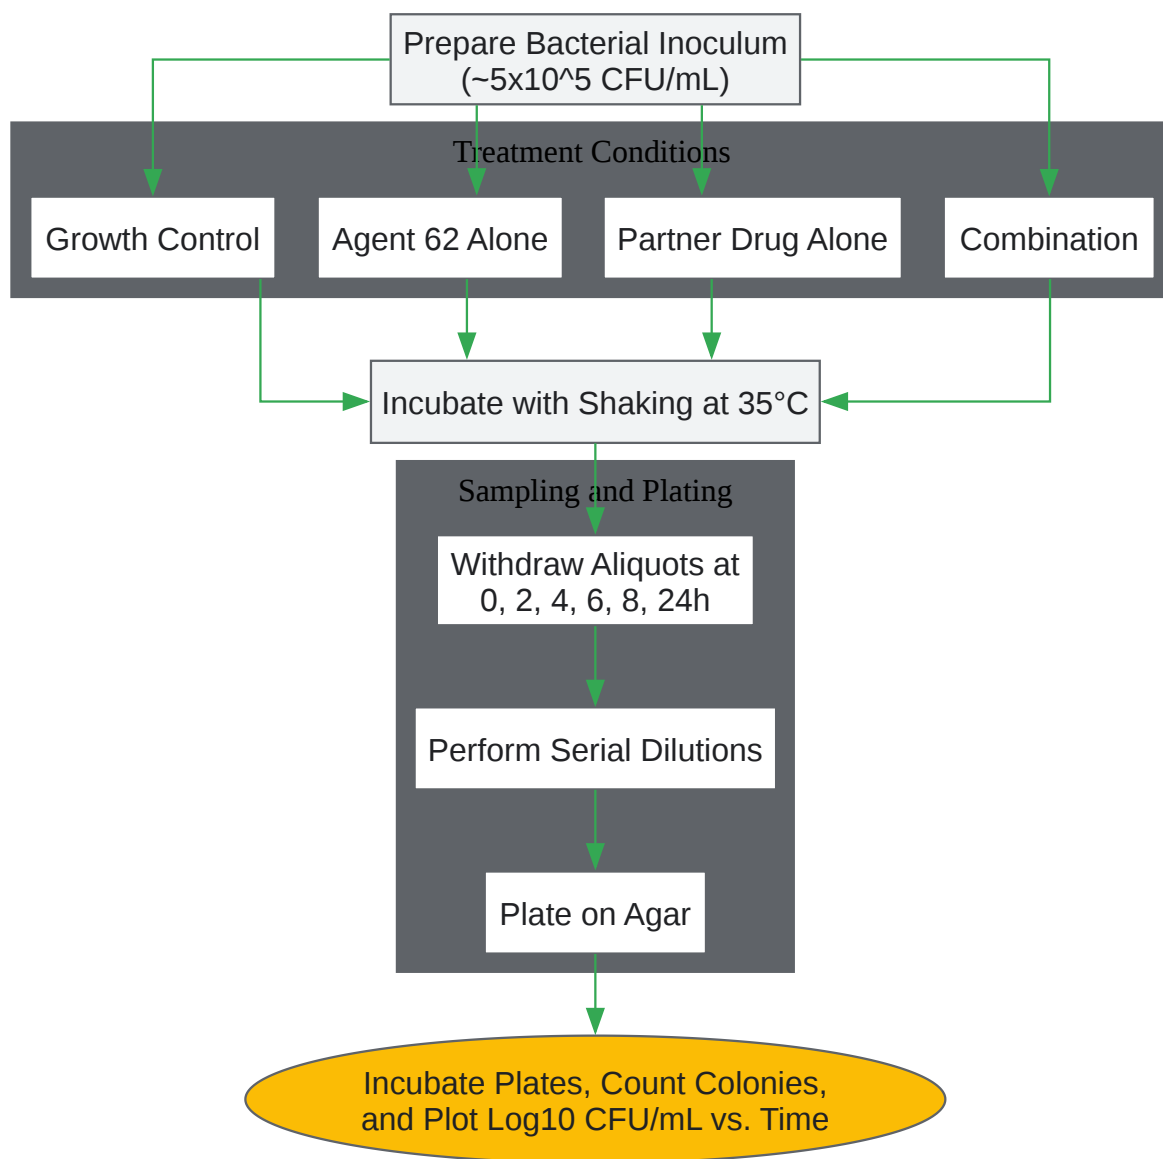 Prepare Bacterial Inoculum
(~5x10^5 CFU/mL)
Treatment Conditions
Growth Control
Agent 62 Alone
Partner Drug Alone
Combination
Incubate with Shaking at 35°C
Sampling and Plating
Withdraw Aliquots at
0, 2, 4, 6, 8, 24h
Perform Serial Dilutions
Plate on Agar
Incubate Plates, Count Colonies,
and Plot Log10 CFU/mL vs. Time